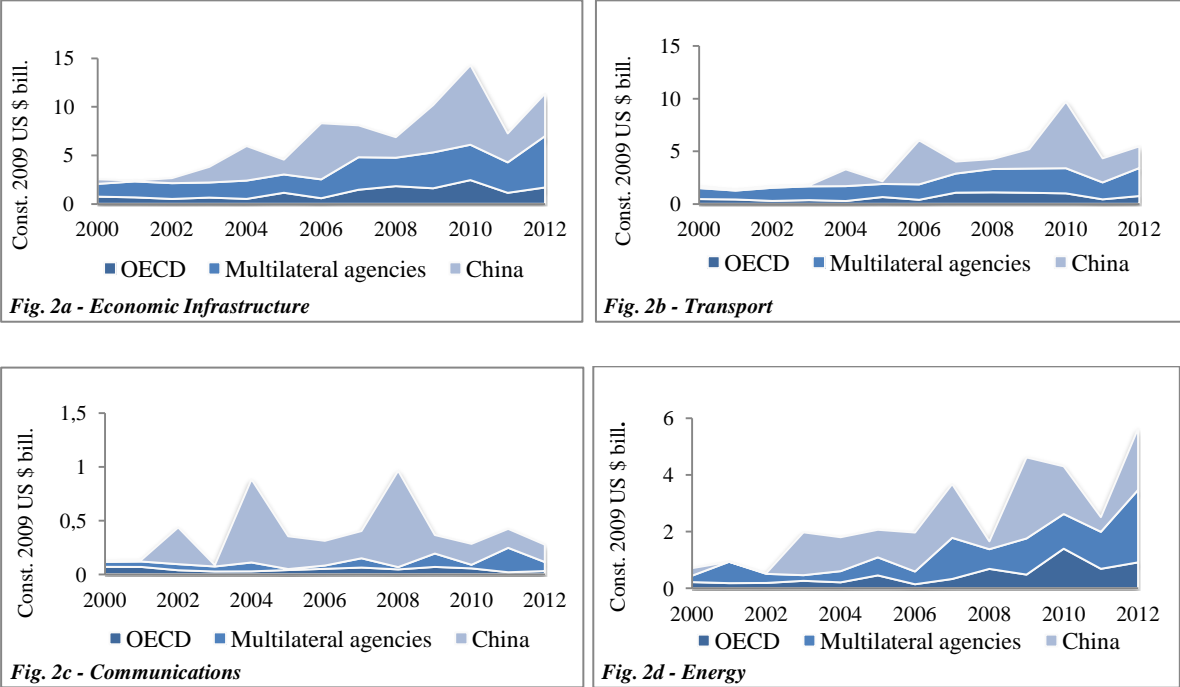 Const. 2009 US $ bill.
15
10
5
0
2000 2002 2004 2006 2008 2010 2012
OECD Multilateral agencies China
Fig. 2a - Economic Infrastructure
Const. 2009 US $ bill.
15
10
5
0
2000 2002 2004 2006 2008 2010 2012
OECD Multilateral agencies China
Fig. 2b - Transport
Const. 2009 US $ bill.
1,5
1
0,5
0
2000 2002 2004 2006 2008 2010 2012
OECD Multilateral agencies China
Fig. 2c - Communications
Const. 2009 US $ bill.
6
4
2
0
2000 2002 2004 2006 2008 2010 2012
OECD Multilateral agencies China
Fig. 2d - Energy